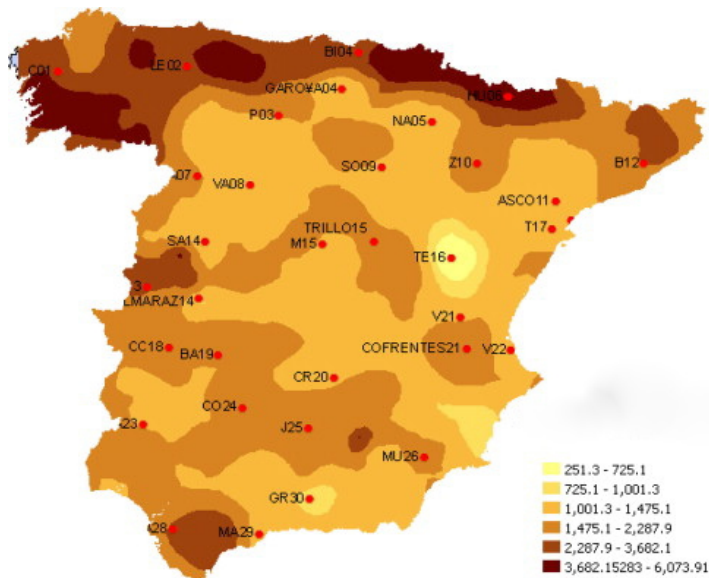 BI04
C01
LE02
GARO¥A04
HU06
P03
NA05
SO09
Z10
B12
07
VA08
ASCO11
T17
SA14
TRILLO15
M15
TE16
3
LMARAZ14
V21
CC18
BA19
COFRENTES21
V22
CR20
CO24
23
J25
MU26
GR30
28
MA29
251.3 - 725.1
725.1 - 1,001.3
1,001.3 - 1,475.1
1,475.1 - 2,287.9
2,287.9 - 3,682.1
3,682.15283 - 6,073.91